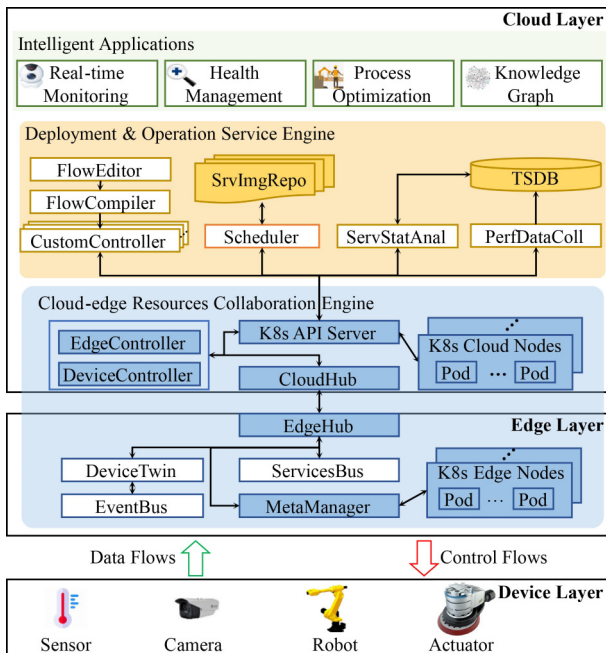 Cloud Layer
Intelligent Applications
Real-time
Monitoring
Health
Management
Process
Optimization
Knowledge
Graph
Deployment & Operation Service Engine
FlowEditor
FlowCompiler
CustomController
SrvImgRepo
Scheduler
ServStatAnal
TSDB
PerfDataColl
Cloud-edge Resources Collaboration Engine
EdgeController
DeviceController
K8s API Server
CloudHub
K8s Cloud Nodes
Pod ... Pod
Edge Layer
EdgeHub
DeviceTwin
EventBus
ServicesBus
MetaManager
K8s Edge Nodes
Pod ... Pod
Data Flows
Control Flows
Device Layer
Sensor
Camera
Robot
Actuator